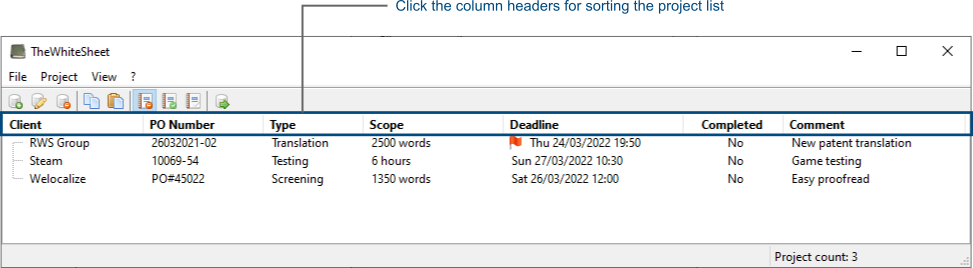 Click the column headers for sorting the project list
TheWhiteSheet
File Project View ?
Client PO Number Type Scope Deadline Completed Comment
RWS Group 26032021-02 Translation 2500 words Thu 24/03/2022 19:50 No New patent translation
Steam 10069-54 Testing 6 hours Sun 27/03/2022 10:30 No Game testing
Welocalize PO#45022 Screening 1350 words Sat 26/03/2022 12:00 No Easy proofread
Project count: 3